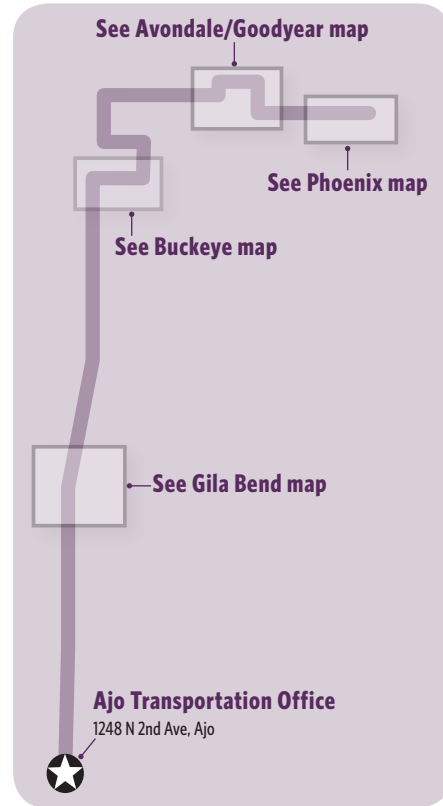 See Avondale/Goodyear map
See Phoenix map
See Buckeye map
See Gila Bend map
Ajo Transportation Office
1248 N 2nd Ave, Ajo